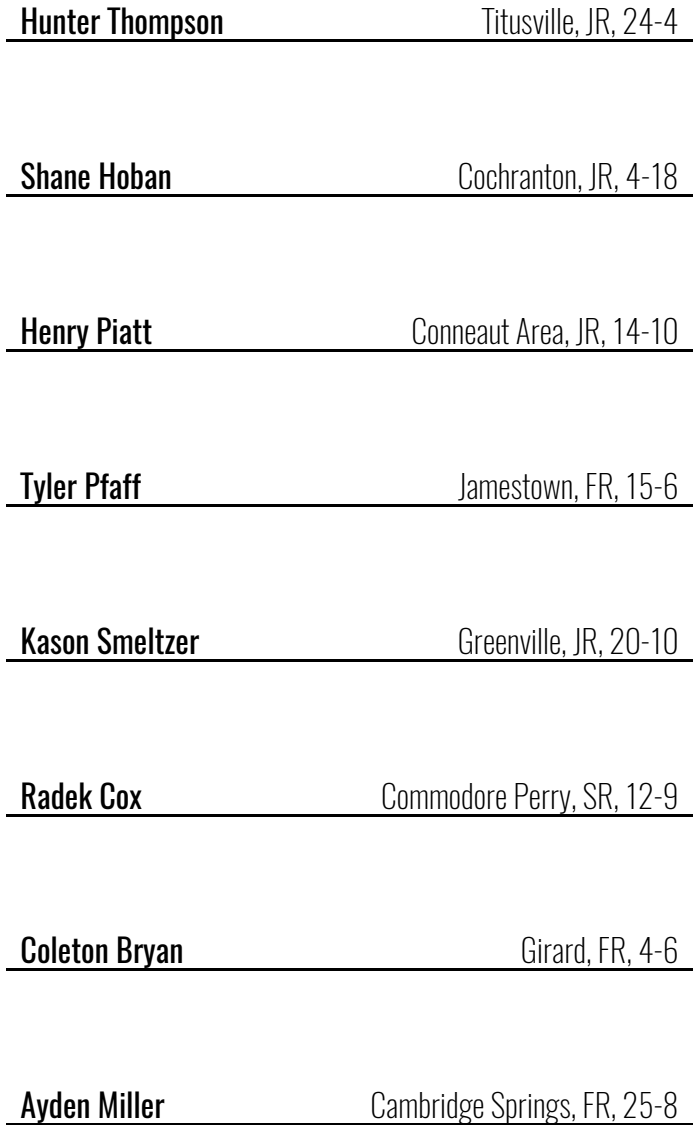 Hunter Thompson Titusville, JR, 24-4
Shane Hoban Cochranton, JR, 4-18
Henry Piatt Conneaut Area, JR, 14-10
Tyler Pfaff Jamestown, FR, 15-6
Kason Smeltzer Greenville, JR, 20-10
Radek Cox Commodore Perry, SR, 12-9
Coleton Bryan Girard, FR, 4-6
Ayden Miller Cambridge Springs, FR, 25-8